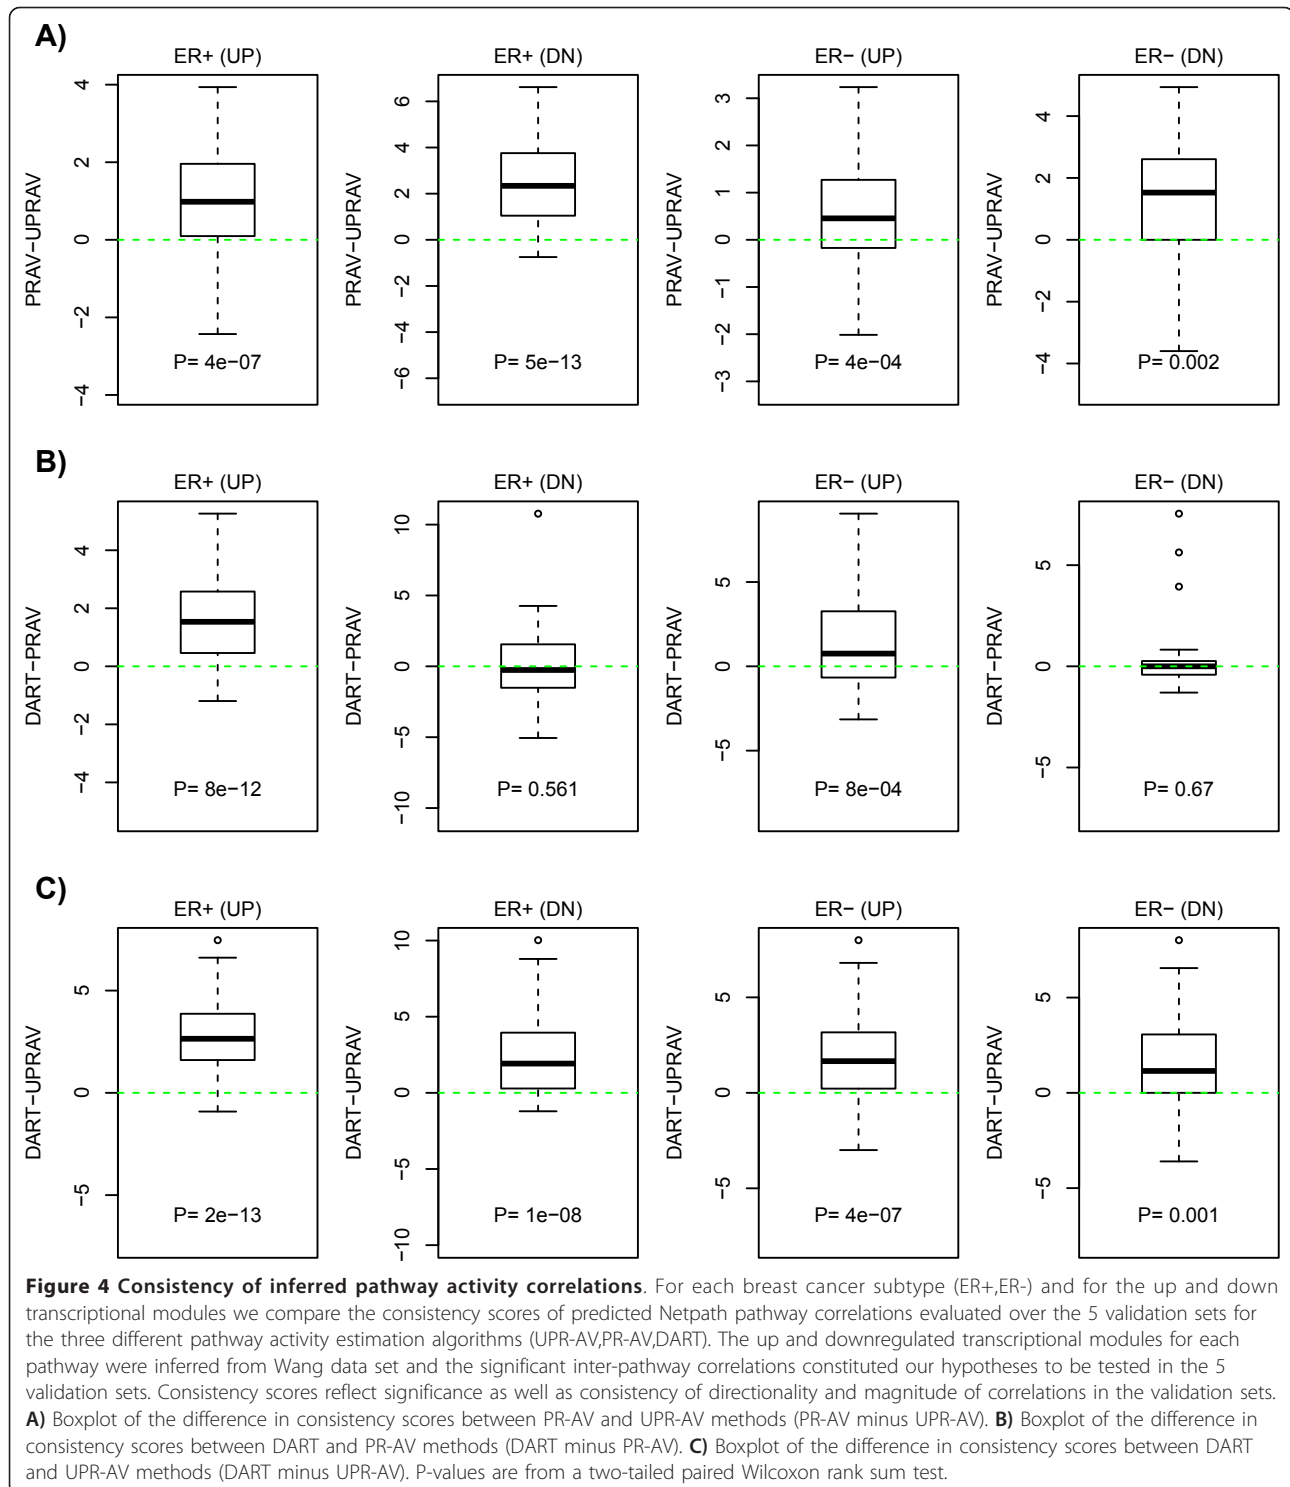 A)
ER+ (UP)
ER+ (DN)
ER− (UP)
ER− (DN)
PRAV−UPRAV
4
2
0
−2
−4
P= 4e−07
PRAV−UPRAV
6
4
2
0
−2
−4
−6
P= 5e−13
PRAV−UPRAV
3
2
1
0
−1
−2
−3
P= 4e−04
PRAV−UPRAV
4
2
0
−4
P= 0.002
B)
ER+ (UP)
ER+ (DN)
ER− (UP)
ER− (DN)
DART−PRAV
4
2
0
−2
−4
P= 8e−12
DART−PRAV
10
5
0
−5
−10
P= 0.561
DART−PRAV
5
0
−5
P= 8e−04
DART−PRAV
5
0
−5
P= 0.67
C)
ER+ (UP)
ER+ (DN)
ER− (UP)
ER− (DN)
DART−UPRAV
5
0
−5
P= 2e−13
DART−UPRAV
10
5
0
−5
−10
P= 1e−08
DART−UPRAV
5
0
−5
P= 4e−07
DART−UPRAV
5
0
−5
P= 0.001
Figure 4 Consistency of inferred pathway activity correlations. For each breast cancer subtype (ER+,ER-) and for the up and down
transcriptional modules we compare the consistency scores of predicted Netpath pathway correlations evaluated over the 5 validation sets for
the three different pathway activity estimation algorithms (UPR-AV,PR-AV,DART). The up and downregulated transcriptional modules for each
pathway were inferred from Wang data set and the significant inter-pathway correlations constituted our hypotheses to be tested in the 5
validation sets. Consistency scores reflect significance as well as consistency of directionality and magnitude of correlations in the validation sets.
A) Boxplot of the difference in consistency scores between PR-AV and UPR-AV methods (PR-AV minus UPR-AV). B) Boxplot of the difference in
consistency scores between DART and PR-AV methods (DART minus PR-AV). C) Boxplot of the difference in consistency scores between DART
and UPR-AV methods (DART minus UPR-AV). P-values are from a two-tailed paired Wilcoxon rank sum test.